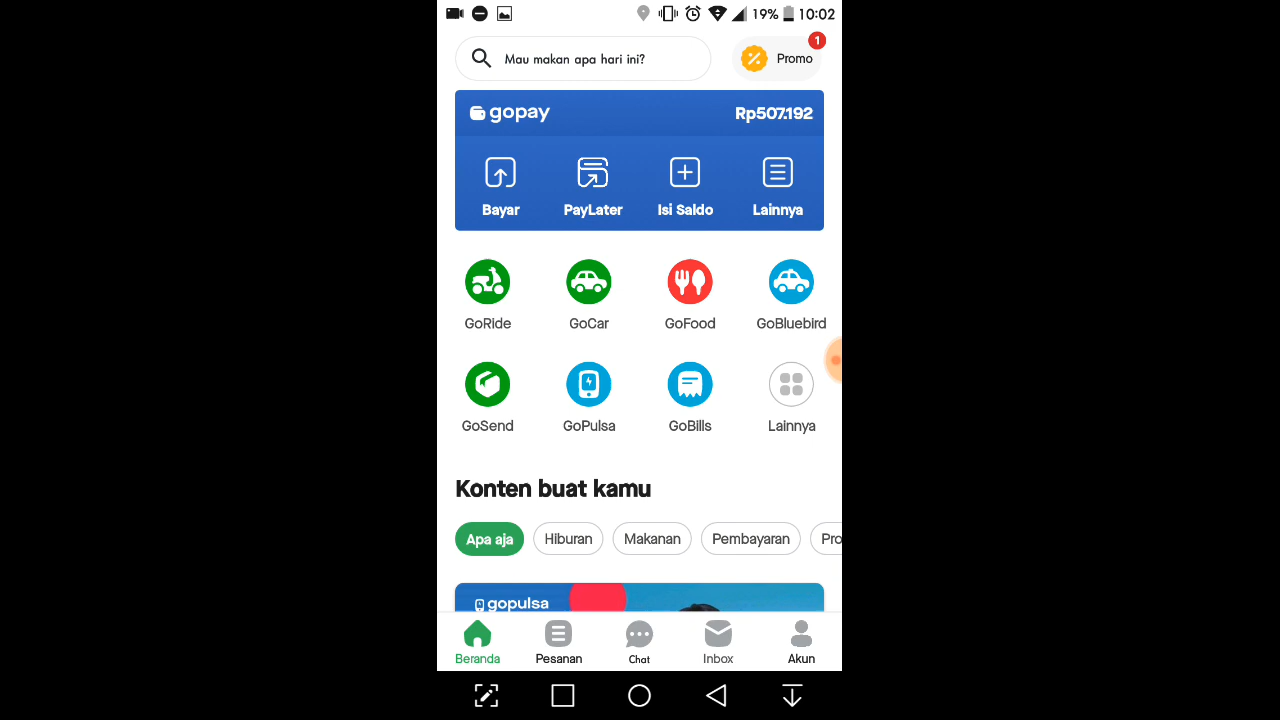 19% 10:02
Mau makan apa hari ini?
Promo
1
gopay
Rp507.192
Bayar
PayLater
Isi Saldo
Lainnya
GoRide
GoCar
GoFood
GoBluebird
GoSend
GoPulsa
GoBills
Lainnya
Konten buat kamu
Apa aja
Hiburan
Makanan
Pembayaran
Pro
gopulsa
Beranda
Pesanan
Chat
Inbox
Akun